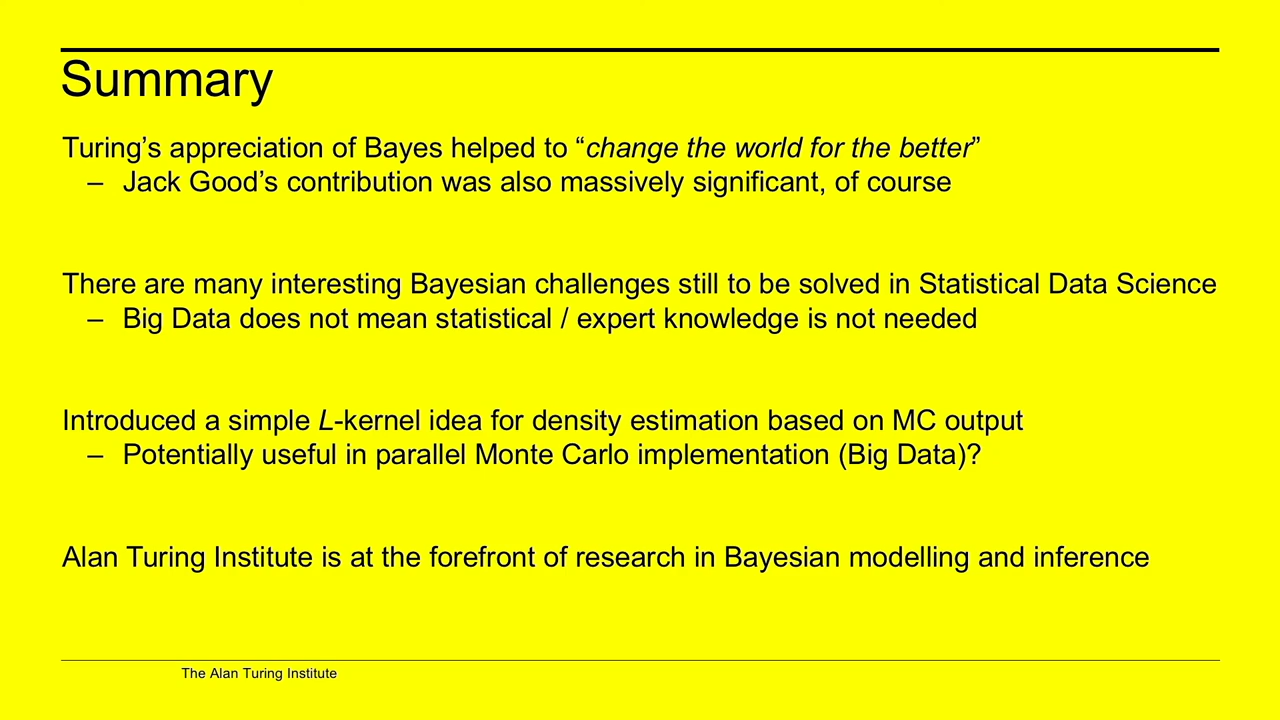 Summary
Turing’s appreciation of Bayes helped to “change the world for the better”
– Jack Good’s contribution was also massively significant, of course
There are many interesting Bayesian challenges still to be solved in Statistical Data Science
– Big Data does not mean statistical / expert knowledge is not needed
Introduced a simple L-kernel idea for density estimation based on MC output
– Potentially useful in parallel Monte Carlo implementation (Big Data)?
Alan Turing Institute is at the forefront of research in Bayesian modelling and inference
The Alan Turing Institute